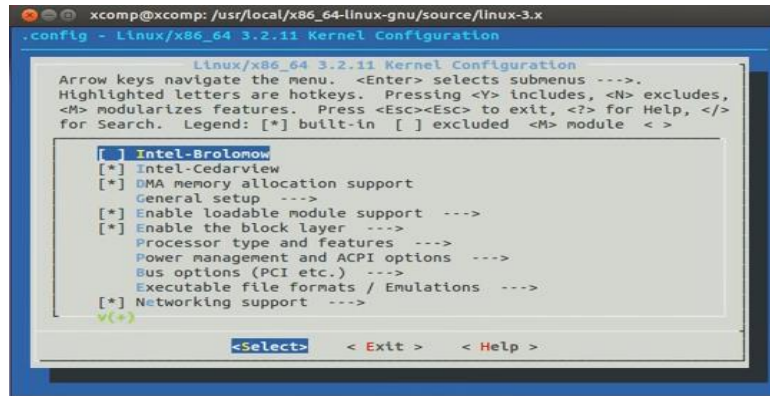 xcomp@xcomp: /usr/local/x86_64-linux-gnu/source/linux-3.x
.config - Linux/x86_64 3.2.11 Kernel Configuration
Linux/x86_64 3.2.11 Kernel Configuration
Arrow keys navigate the menu. <Enter> selects submenus --->.
Highlighted letters are hotkeys. Pressing <Y> includes, <N> excludes,
<M> modularizes features. Press <Esc><Esc> to exit, <?> for Help, </>
for Search. Legend: [*] built-in [ ] excluded <M> module < >
[ ] Intel-Brolomow
[*] Intel-Cedarview
[*] DMA memory allocation support
General setup --->
[*] Enable loadable module support --->
[*] Enable the block layer --->
Processor type and features --->
Power management and ACPI options --->
Bus options (PCI etc.) --->
Executable file formats / Emulations --->
[*] Networking support --->
v(+)
<Select> < Exit > < Help >